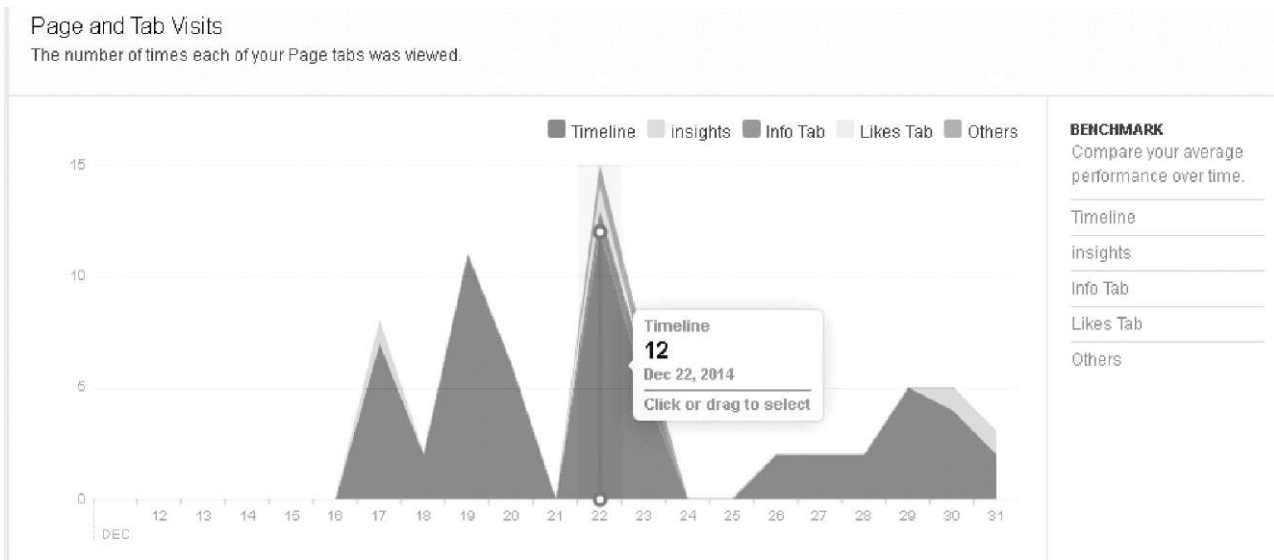 Page and Tab Visits
The number of times each of your Page tabs was viewed.
Timeline insights Info Tab Likes Tab Others
15
10
5
0
Timeline
12
Dec 22, 2014
Click or drag to select
DEC
12 13 14 15 16 17 18 19 20 21 22 23 24 25 26 27 28 29 30 31
BENCHMARK
Compare your average
performance over time.
Timeline
insights
Info Tab
Likes Tab
Others